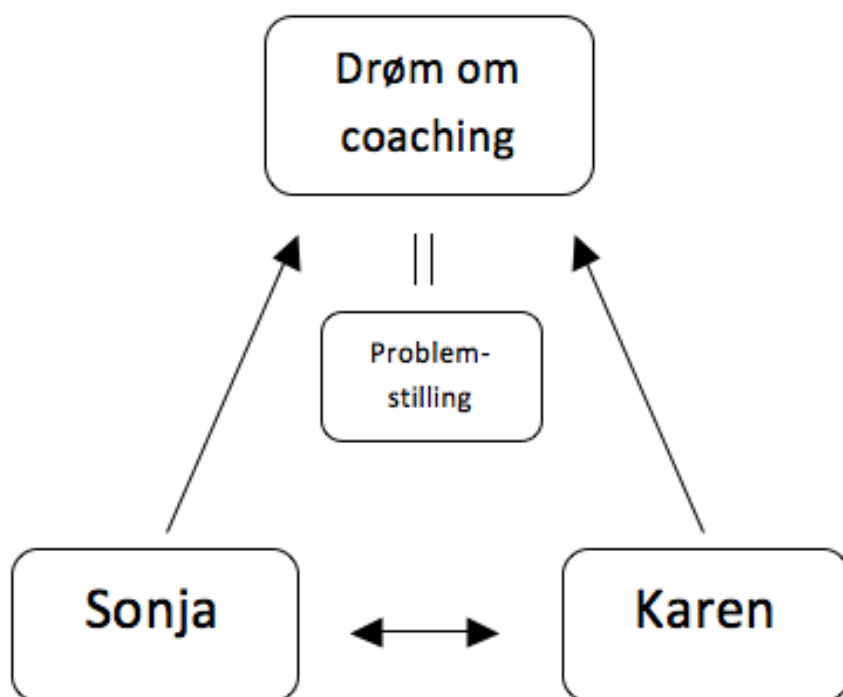 Drøm om
coaching
Problem-
stilling
Sonja
Karen